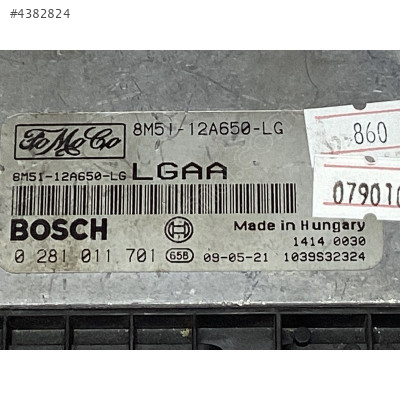 #4382824
FoMoCo 8M51-12A650-LG
860
8M51-12A650-LG LGAA
BOSCH
Made in Hungary
1414 0030
0 281 011 701 65B 09-05-21 1039S32324